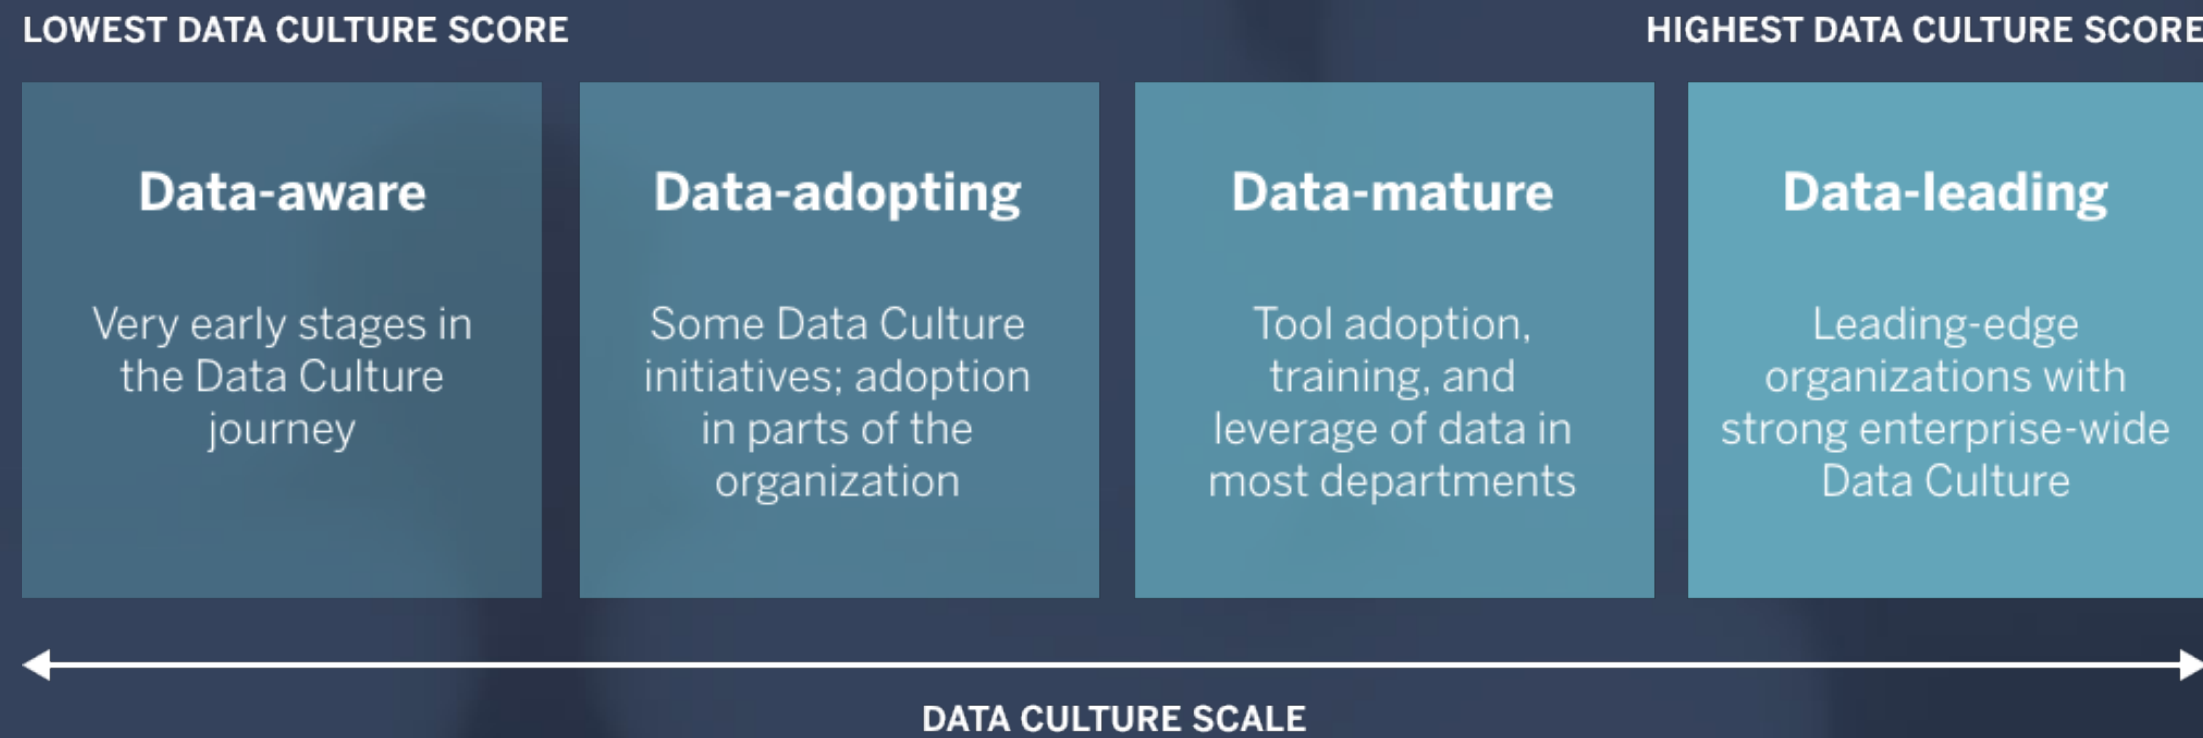 LOWEST DATA CULTURE SCORE
HIGHEST DATA CULTURE SCORE
Data-aware
Very early stages in
the Data Culture
journey
Data-adopting
Some Data Culture
initiatives; adoption
in parts of the
organization
Data-mature
Tool adoption,
training, and
leverage of data in
most departments
Data-leading
Leading-edge
organizations with
strong enterprise-wide
Data Culture
DATA CULTURE SCALE